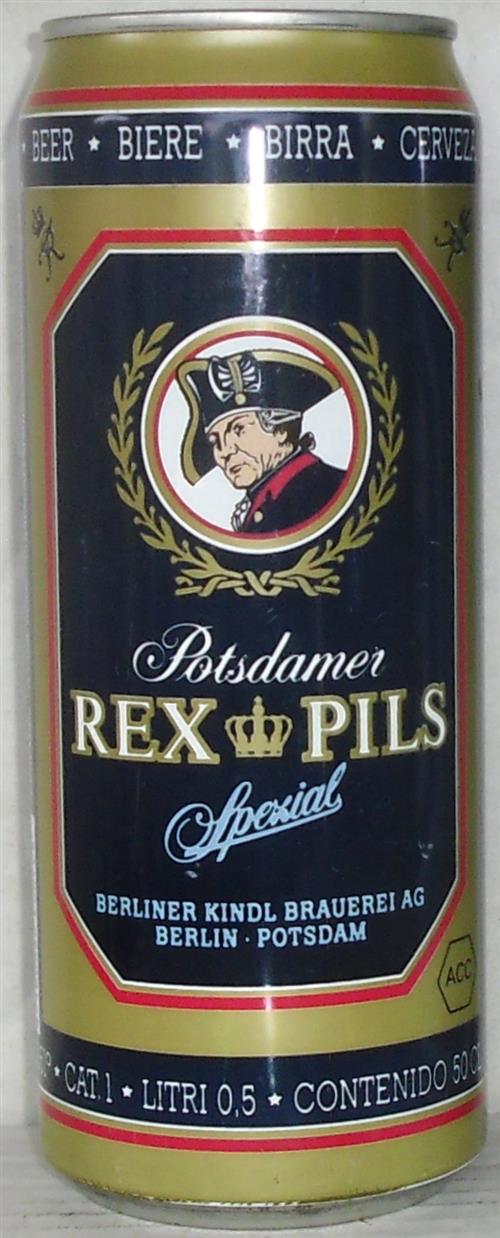 BEER ★ BIERE ★ BIRRA ★ CERVEZA
Potsdamer
REX PILS
Spezial
BERLINER KINDL BRAUEREI AG
BERLIN · POTSDAM
ACC
CAT. 1 ★ LITRI 0,5 ★ CONTENIDO 50